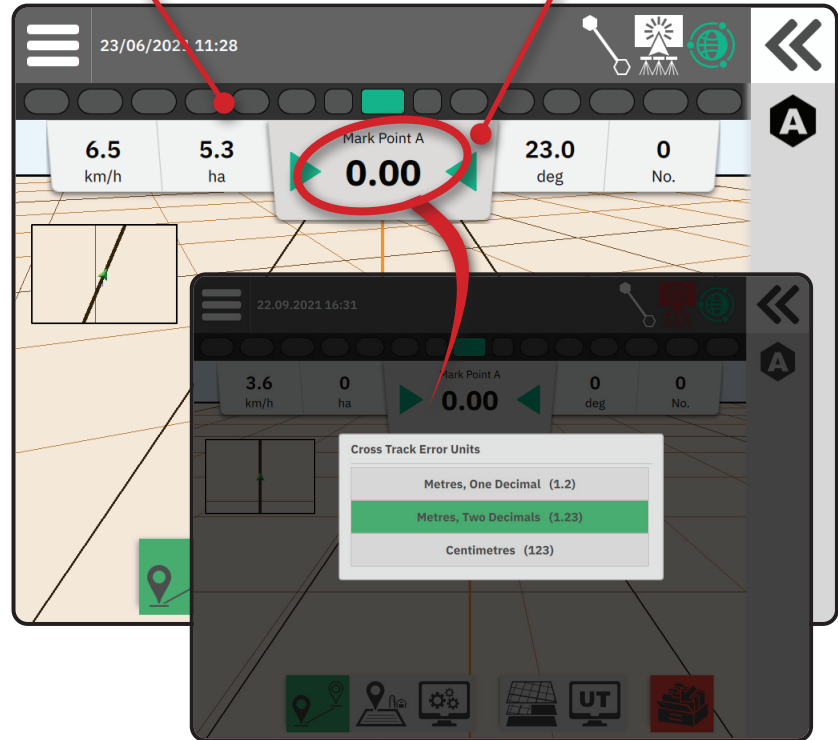 23/06/2021 11:28
A
Mark Point A
6.5
5.3
0.00
23.0
0
km/h
ha
deg
No.
22.09.2021 16:31
A
Mark Point A
3.6
0
0.00
0
0
km/h
ha
deg
No.
Cross Track Error Units
Metres, One Decimal (1.2)
Metres, Two Decimals (1.23)
Centimetres (123)
UT